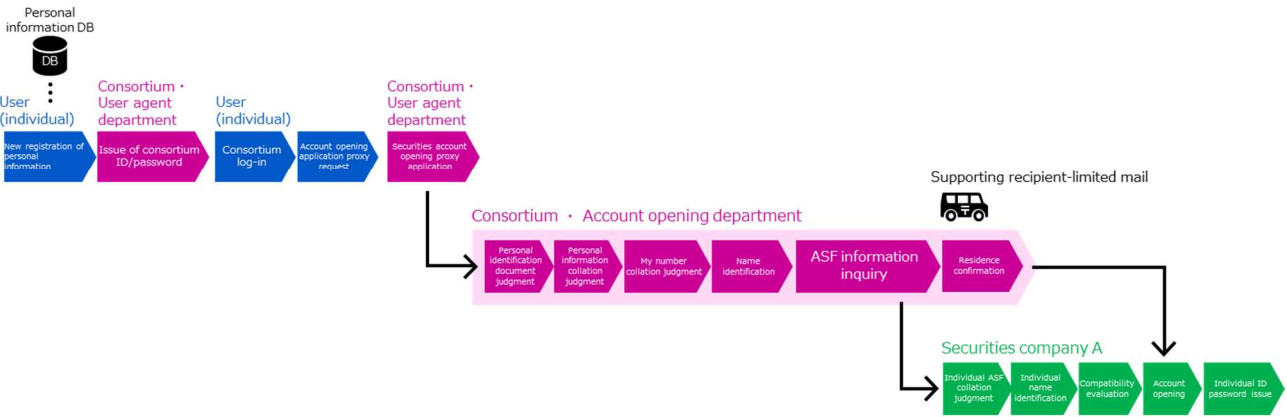 Personal
information DB
DB
User
(individual)
Consortium・
User agent
department
User
(individual)
Consortium・
User agent
department
New registration of
personal
information
Issue of consortium
ID/password
Consortium
log-in
Account opening
application proxy
request
Securities account
opening proxy
application
Supporting recipient-limited mail
Consortium ・ Account opening department
Personal
identification
document
judgment
Personal
information
collation
judgment
My number
collation judgment
Name
identification
ASF information
inquiry
Residence
confirmation
Securities company A
Individual ASF
collation
judgment
Individual
name
identification
Compatibility
evaluation
Account
opening
Individual ID
password issue